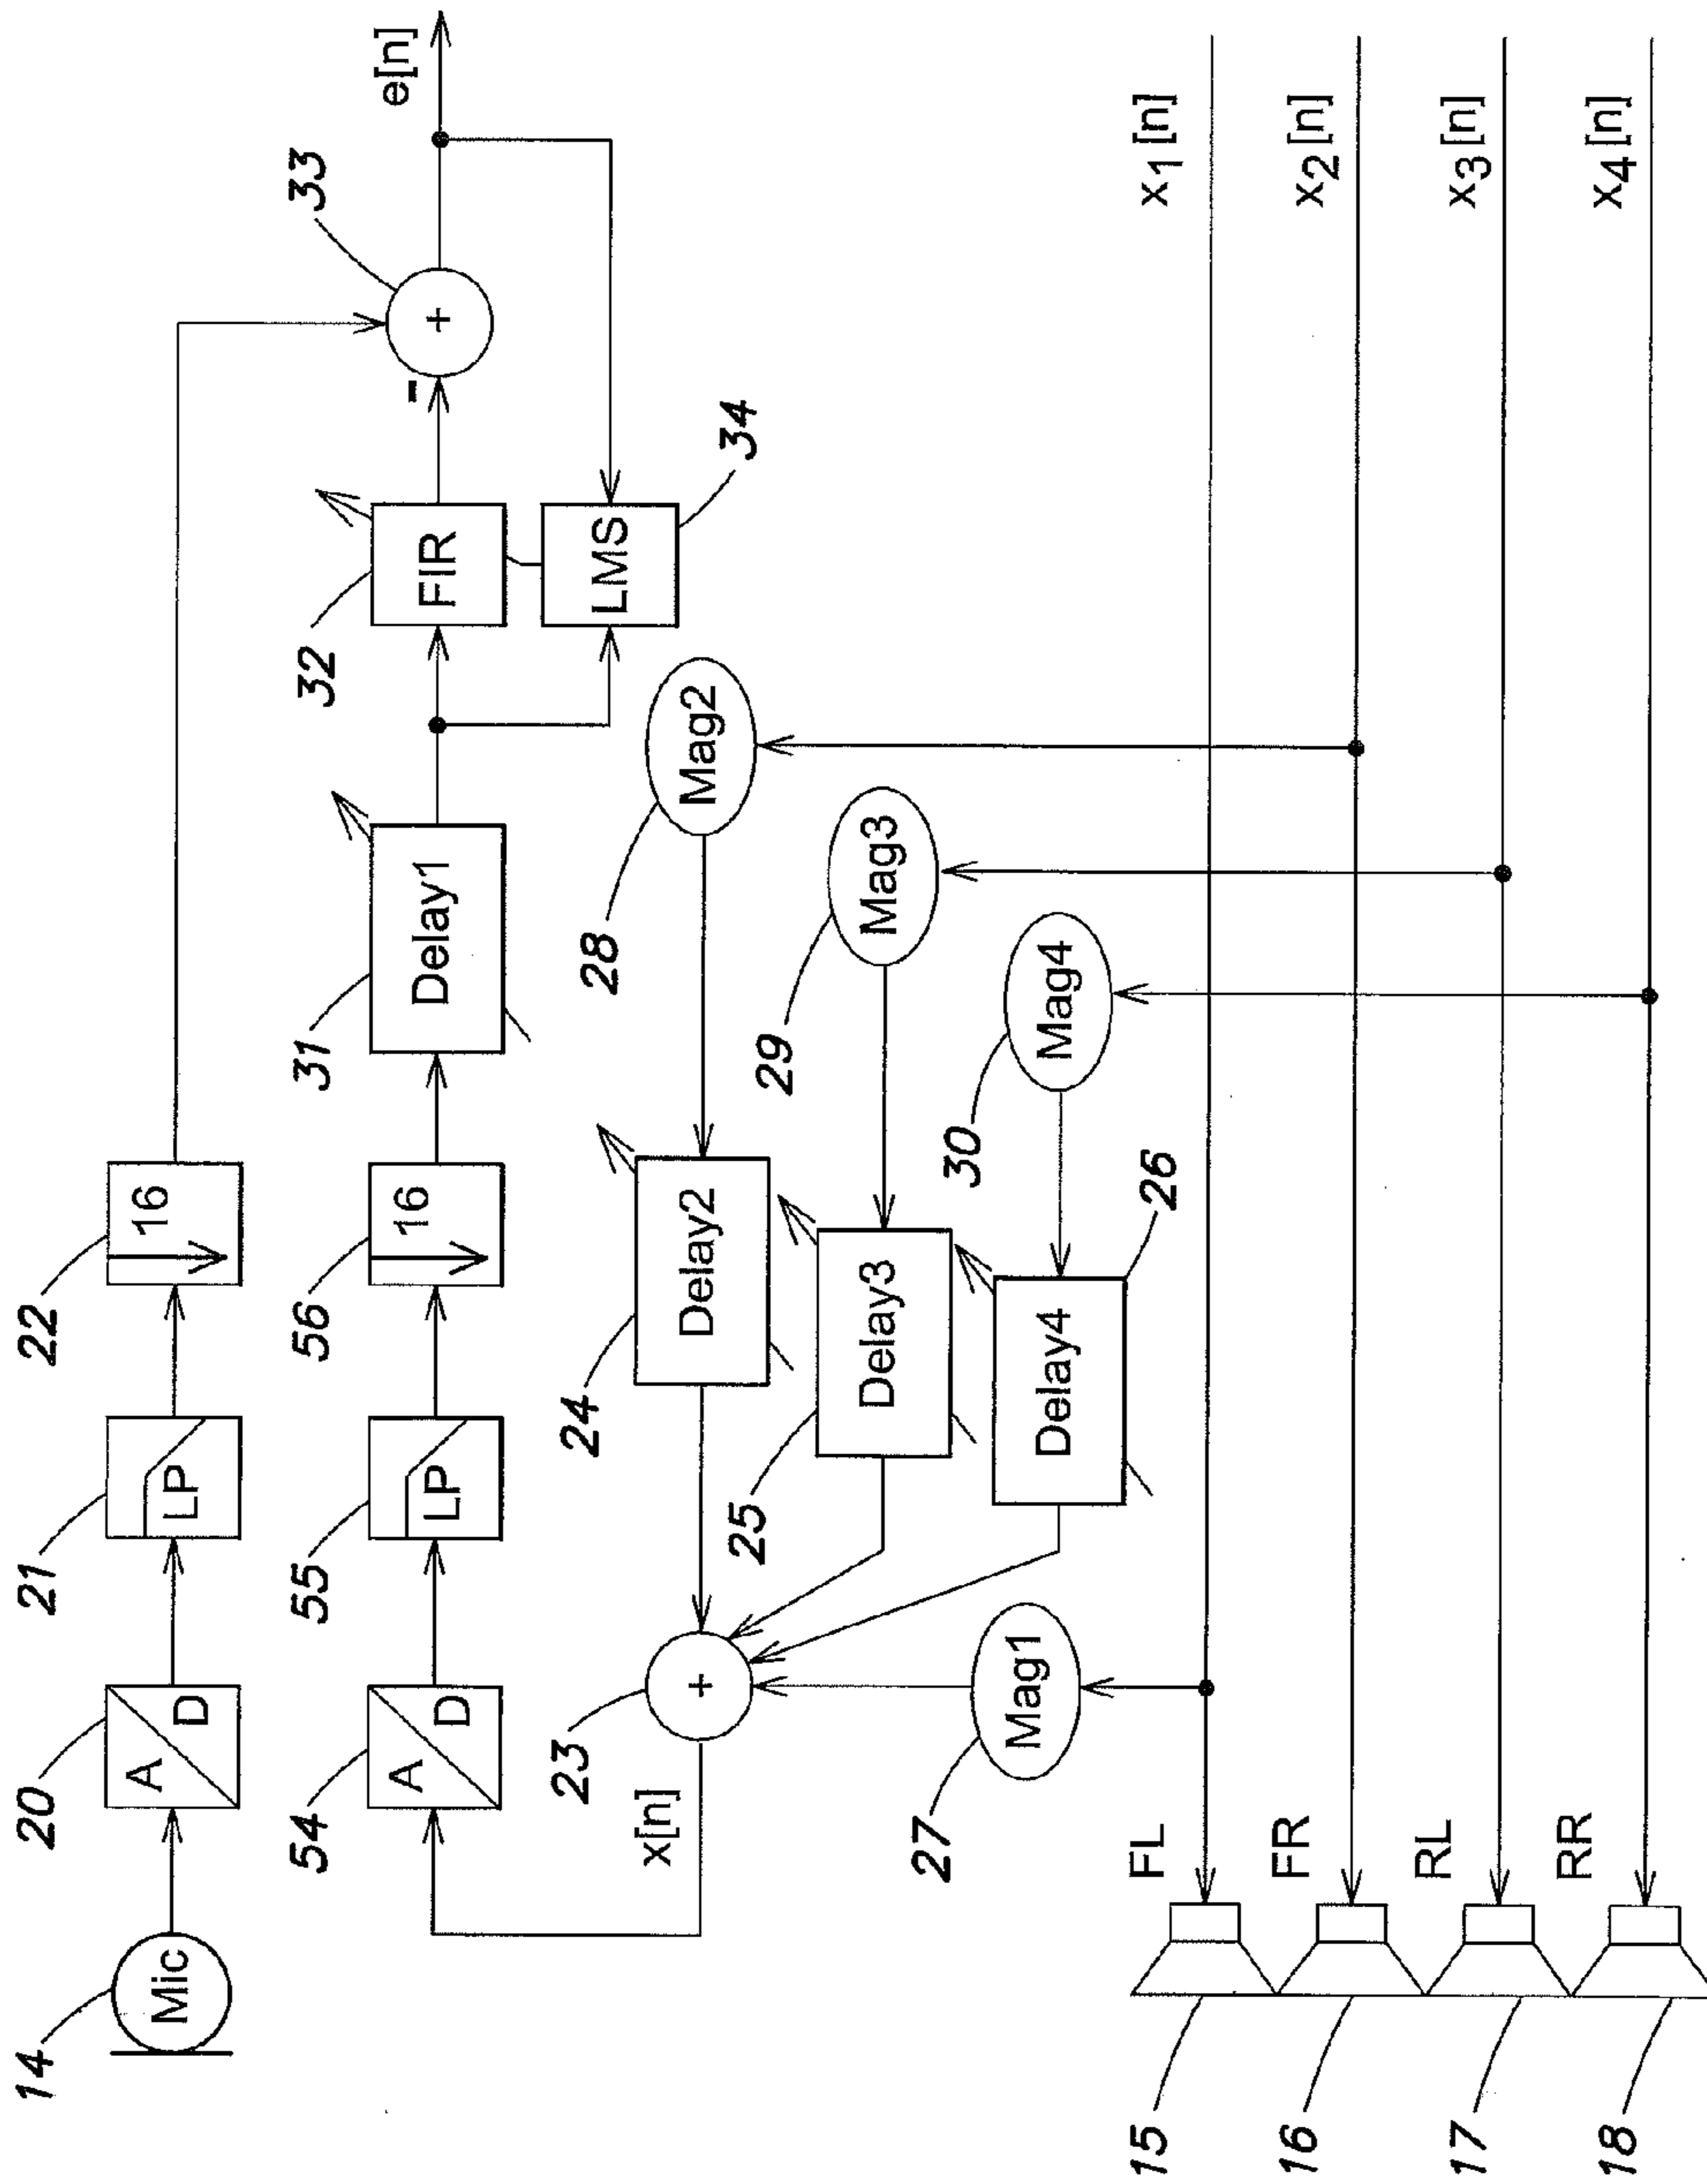 14
Mic
20
A
D
21
LP
22
16
33
+
-
e[n]
54
A
D
55
LP
56
16
31
Delay1
32
FIR
34
LMS
x[n]
23
+
24
Delay2
28
Mag2
25
Delay3
29
Mag3
26
Delay4
30
Mag4
27
Mag1
15
FL
x1[n]
16
FR
x2[n]
17
RL
x3[n]
18
RR
x4[n]